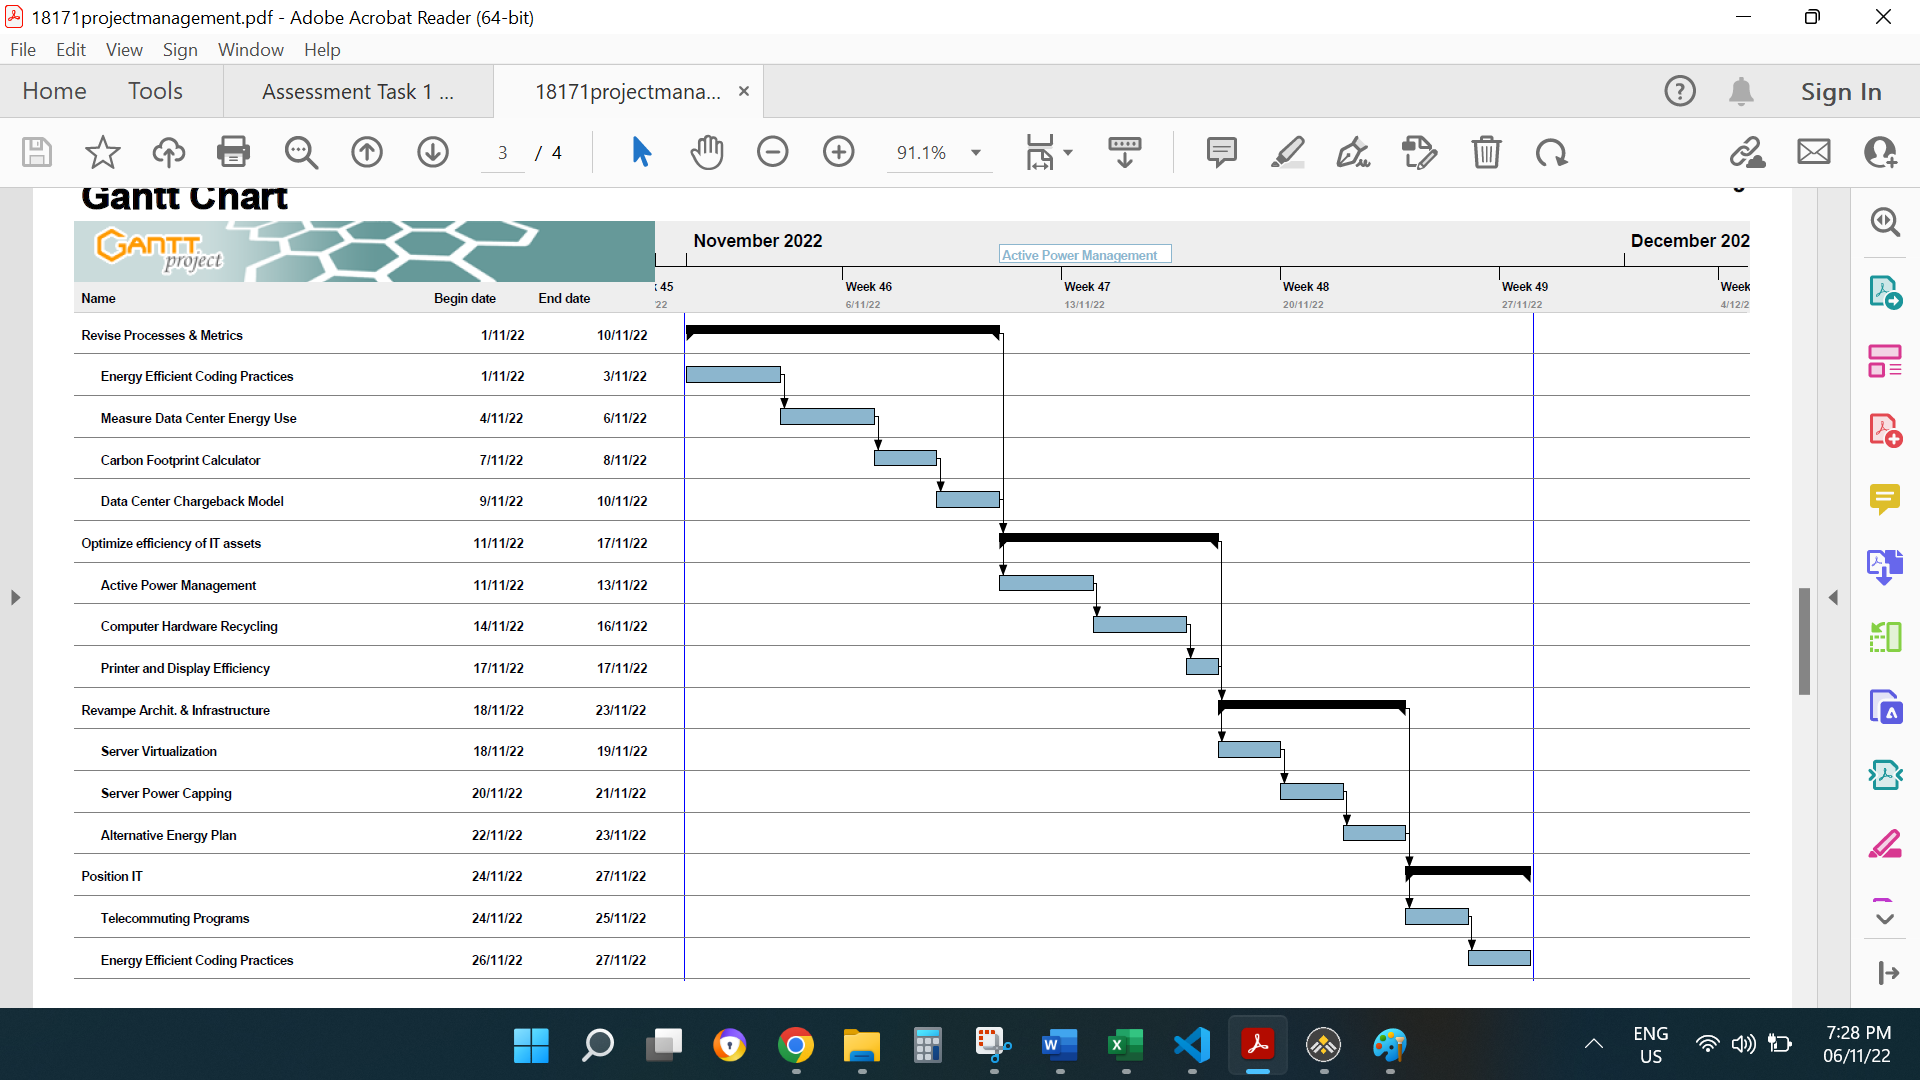 18171projectmanagement.pdf - Adobe Acrobat Reader (64-bit)
File Edit View Sign Window Help
Home Tools Assessment Task 1 ... 18171projectmana... × ? Sign In
3 / 4 91.1%
Gantt Chart
GANTT project
November 2022 Active Power Management December 202
Name Begin date End date
45 Week 46 Week 47 Week 48 Week 49 Week
'22 6/11/22 13/11/22 20/11/22 27/11/22 4/12/2
Revise Processes & Metrics 1/11/22 10/11/22
Energy Efficient Coding Practices 1/11/22 3/11/22
Measure Data Center Energy Use 4/11/22 6/11/22
Carbon Footprint Calculator 7/11/22 8/11/22
Data Center Chargeback Model 9/11/22 10/11/22
Optimize efficiency of IT assets 11/11/22 17/11/22
Active Power Management 11/11/22 13/11/22
Computer Hardware Recycling 14/11/22 16/11/22
Printer and Display Efficiency 17/11/22 17/11/22
Revampe Archit. & Infrastructure 18/11/22 23/11/22
Server Virtualization 18/11/22 19/11/22
Server Power Capping 20/11/22 21/11/22
Alternative Energy Plan 22/11/22 23/11/22
Position IT 24/11/22 27/11/22
Telecommuting Programs 24/11/22 25/11/22
Energy Efficient Coding Practices 26/11/22 27/11/22
ENG 7:28 PM
US 06/11/22